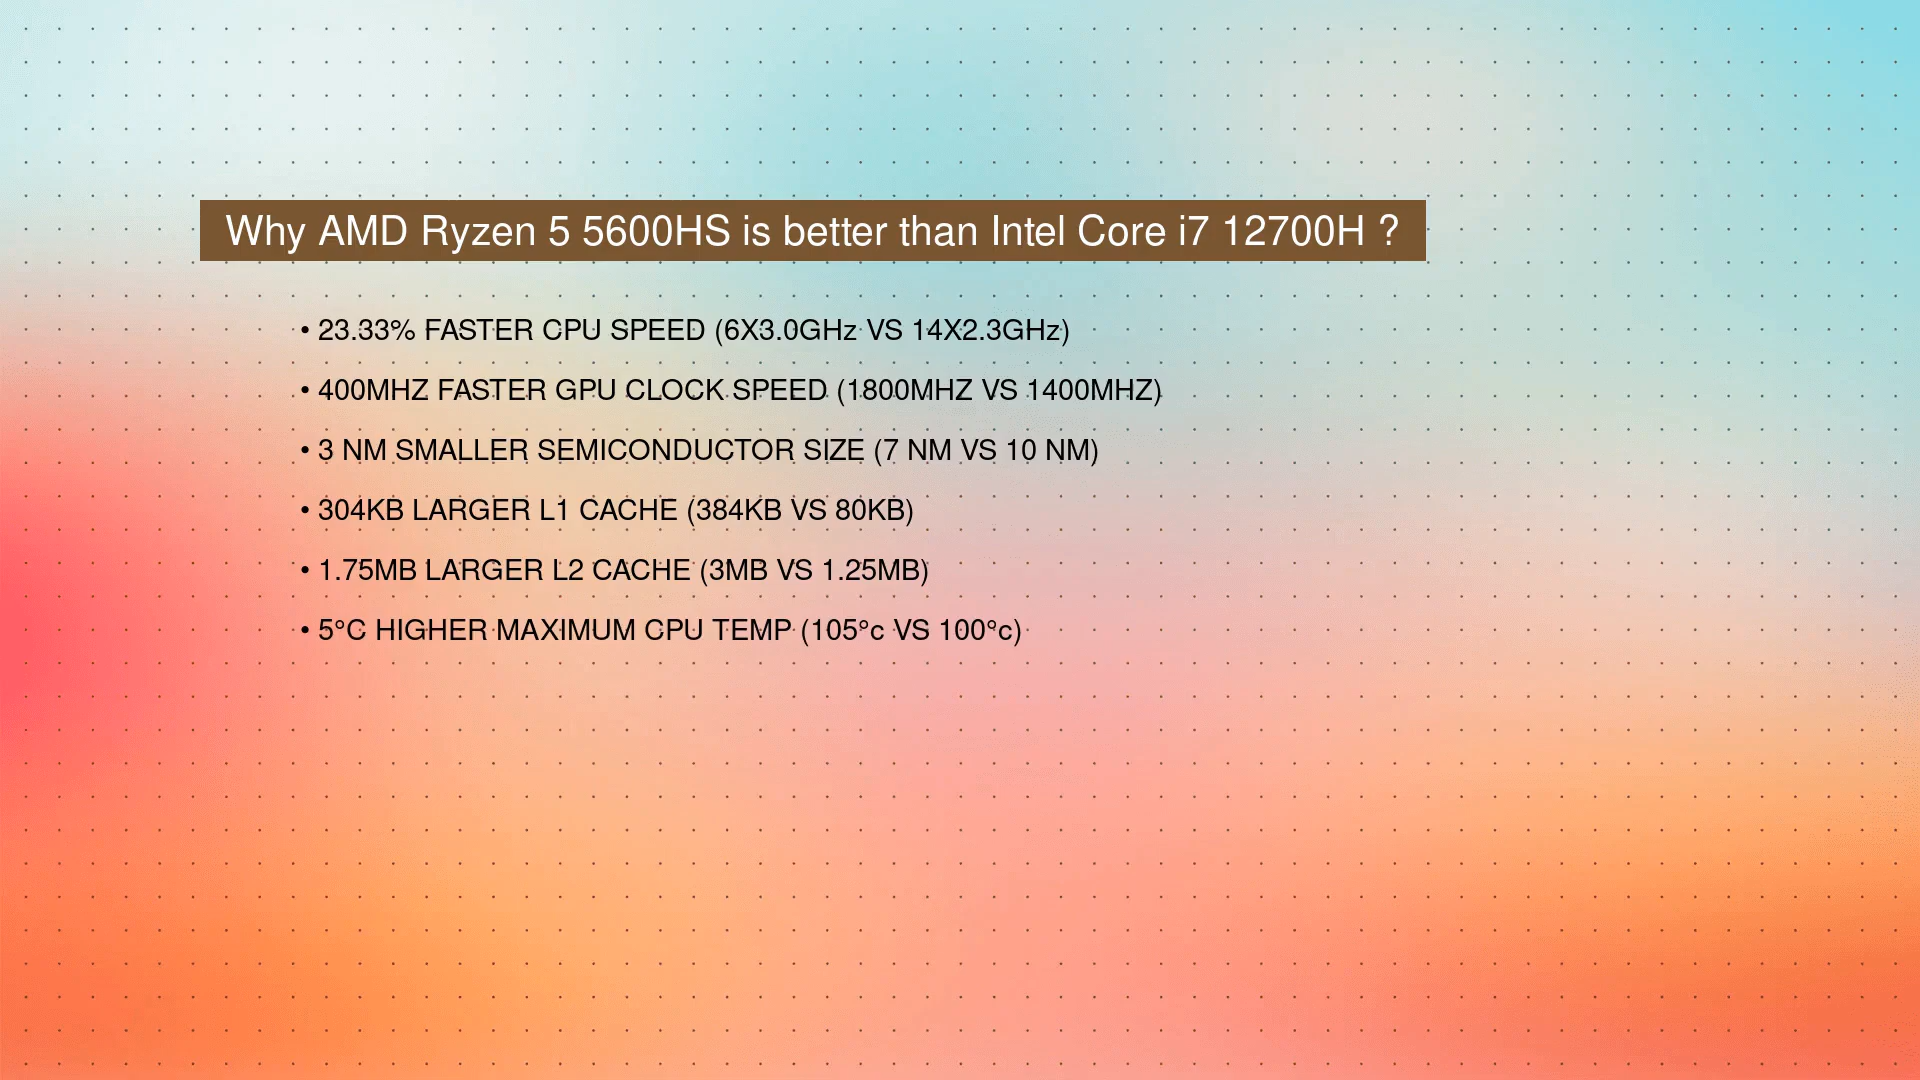 Why AMD Ryzen 5 5600HS is better than Intel Core i7 12700H ?
• 23.33% FASTER CPU SPEED (6X3.0GHz VS 14X2.3GHz)
• 400MHZ FASTER GPU CLOCK SPEED (1800MHZ VS 1400MHZ)
• 3 NM SMALLER SEMICONDUCTOR SIZE (7 NM VS 10 NM)
• 304KB LARGER L1 CACHE (384KB VS 80KB)
• 1.75MB LARGER L2 CACHE (3MB VS 1.25MB)
• 5°C HIGHER MAXIMUM CPU TEMP (105°c VS 100°c)